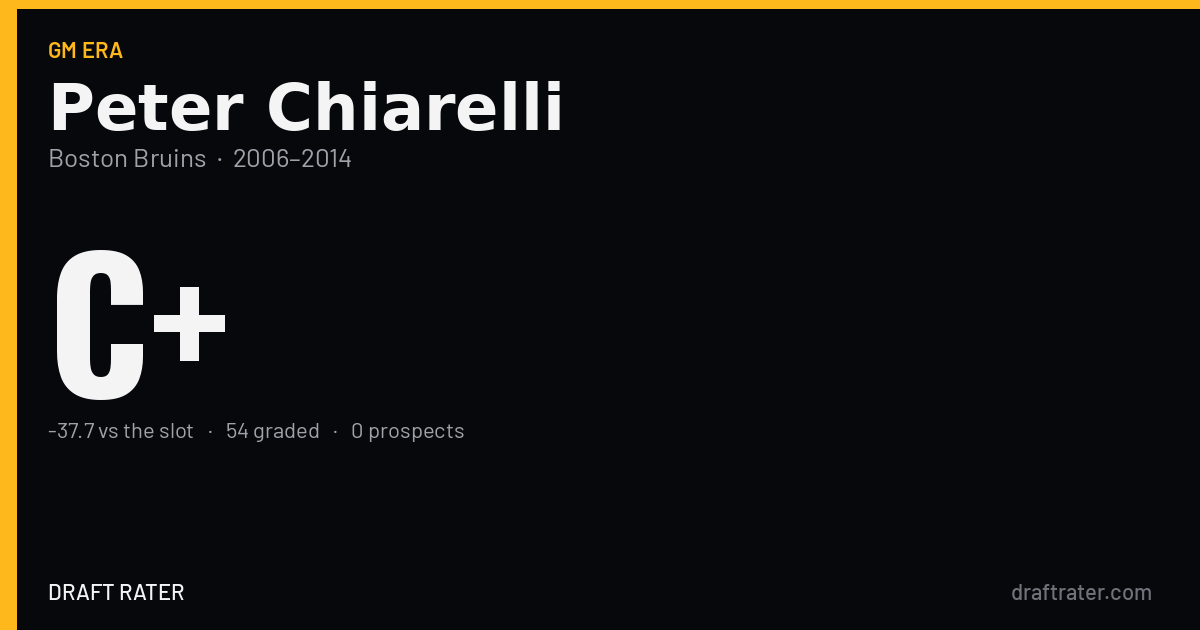 GM ERA
Peter Chiarelli
Boston Bruins · 2006–2014
C+
-37.7 vs the slot · 54 graded · 0 prospects
DRAFT RATER
draftrater.com